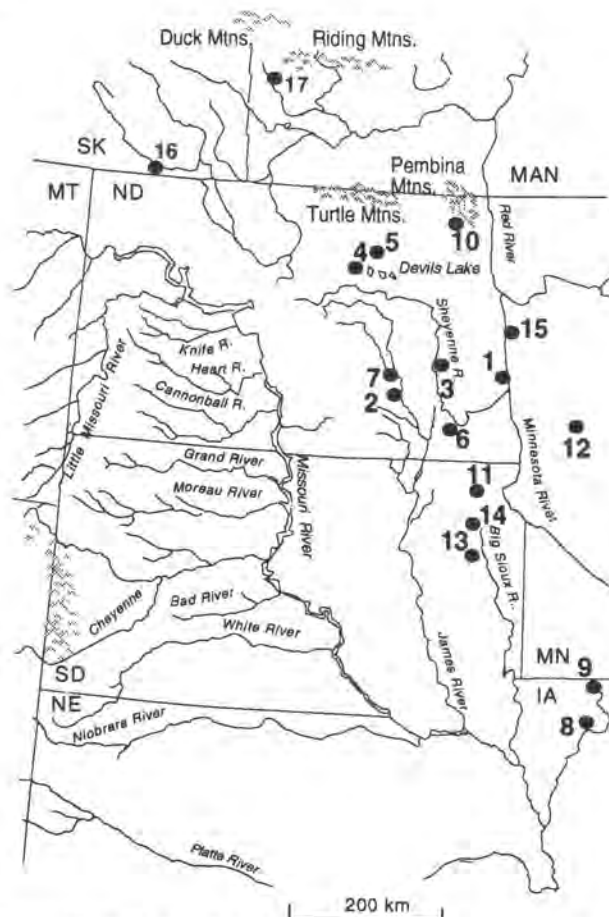 Duck Mtns.
Riding Mtns.
17
SK
16
MT
ND
Pembina
Mtns.
MAN
Turtle Mtns.
10
Red River
4
5
Devils Lake
Sheyenne R.
15
Knife R.
Heart R.
Cannonball R.
Little Missouri River
7
2
3
1
6
12
Minnesota River
Grand River
Moreau River
Missouri River
11
14
13
Big Sioux R.
Cheyenne
Bad River
White River
James River
SD
NE
MN
IA
9
8
Niobrara River
Platte River
200 km